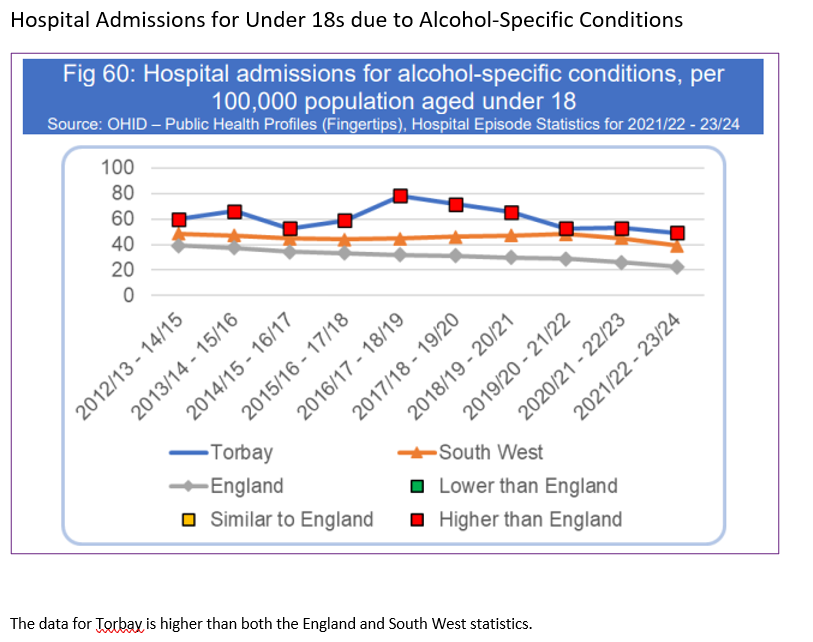 Hospital Admissions for Under 18s due to Alcohol-Specific Conditions
Fig 60: Hospital admissions for alcohol-specific conditions, per
100,000 population aged under 18
Source: OHID – Public Health Profiles (Fingertips), Hospital Episode Statistics for 2021/22 - 23/24
100
80
60
40
20
0
2012/13 - 14/15
2013/14 - 15/16
2014/15 - 16/17
2015/16 - 17/18
2016/17 - 18/19
2017/18 - 19/20
2018/19 - 20/21
2019/20 - 21/22
2020/21 - 22/23
2021/22 - 23/24
Torbay
South West
England
Lower than England
Similar to England
Higher than England
The data for Torbay is higher than both the England and South West statistics.